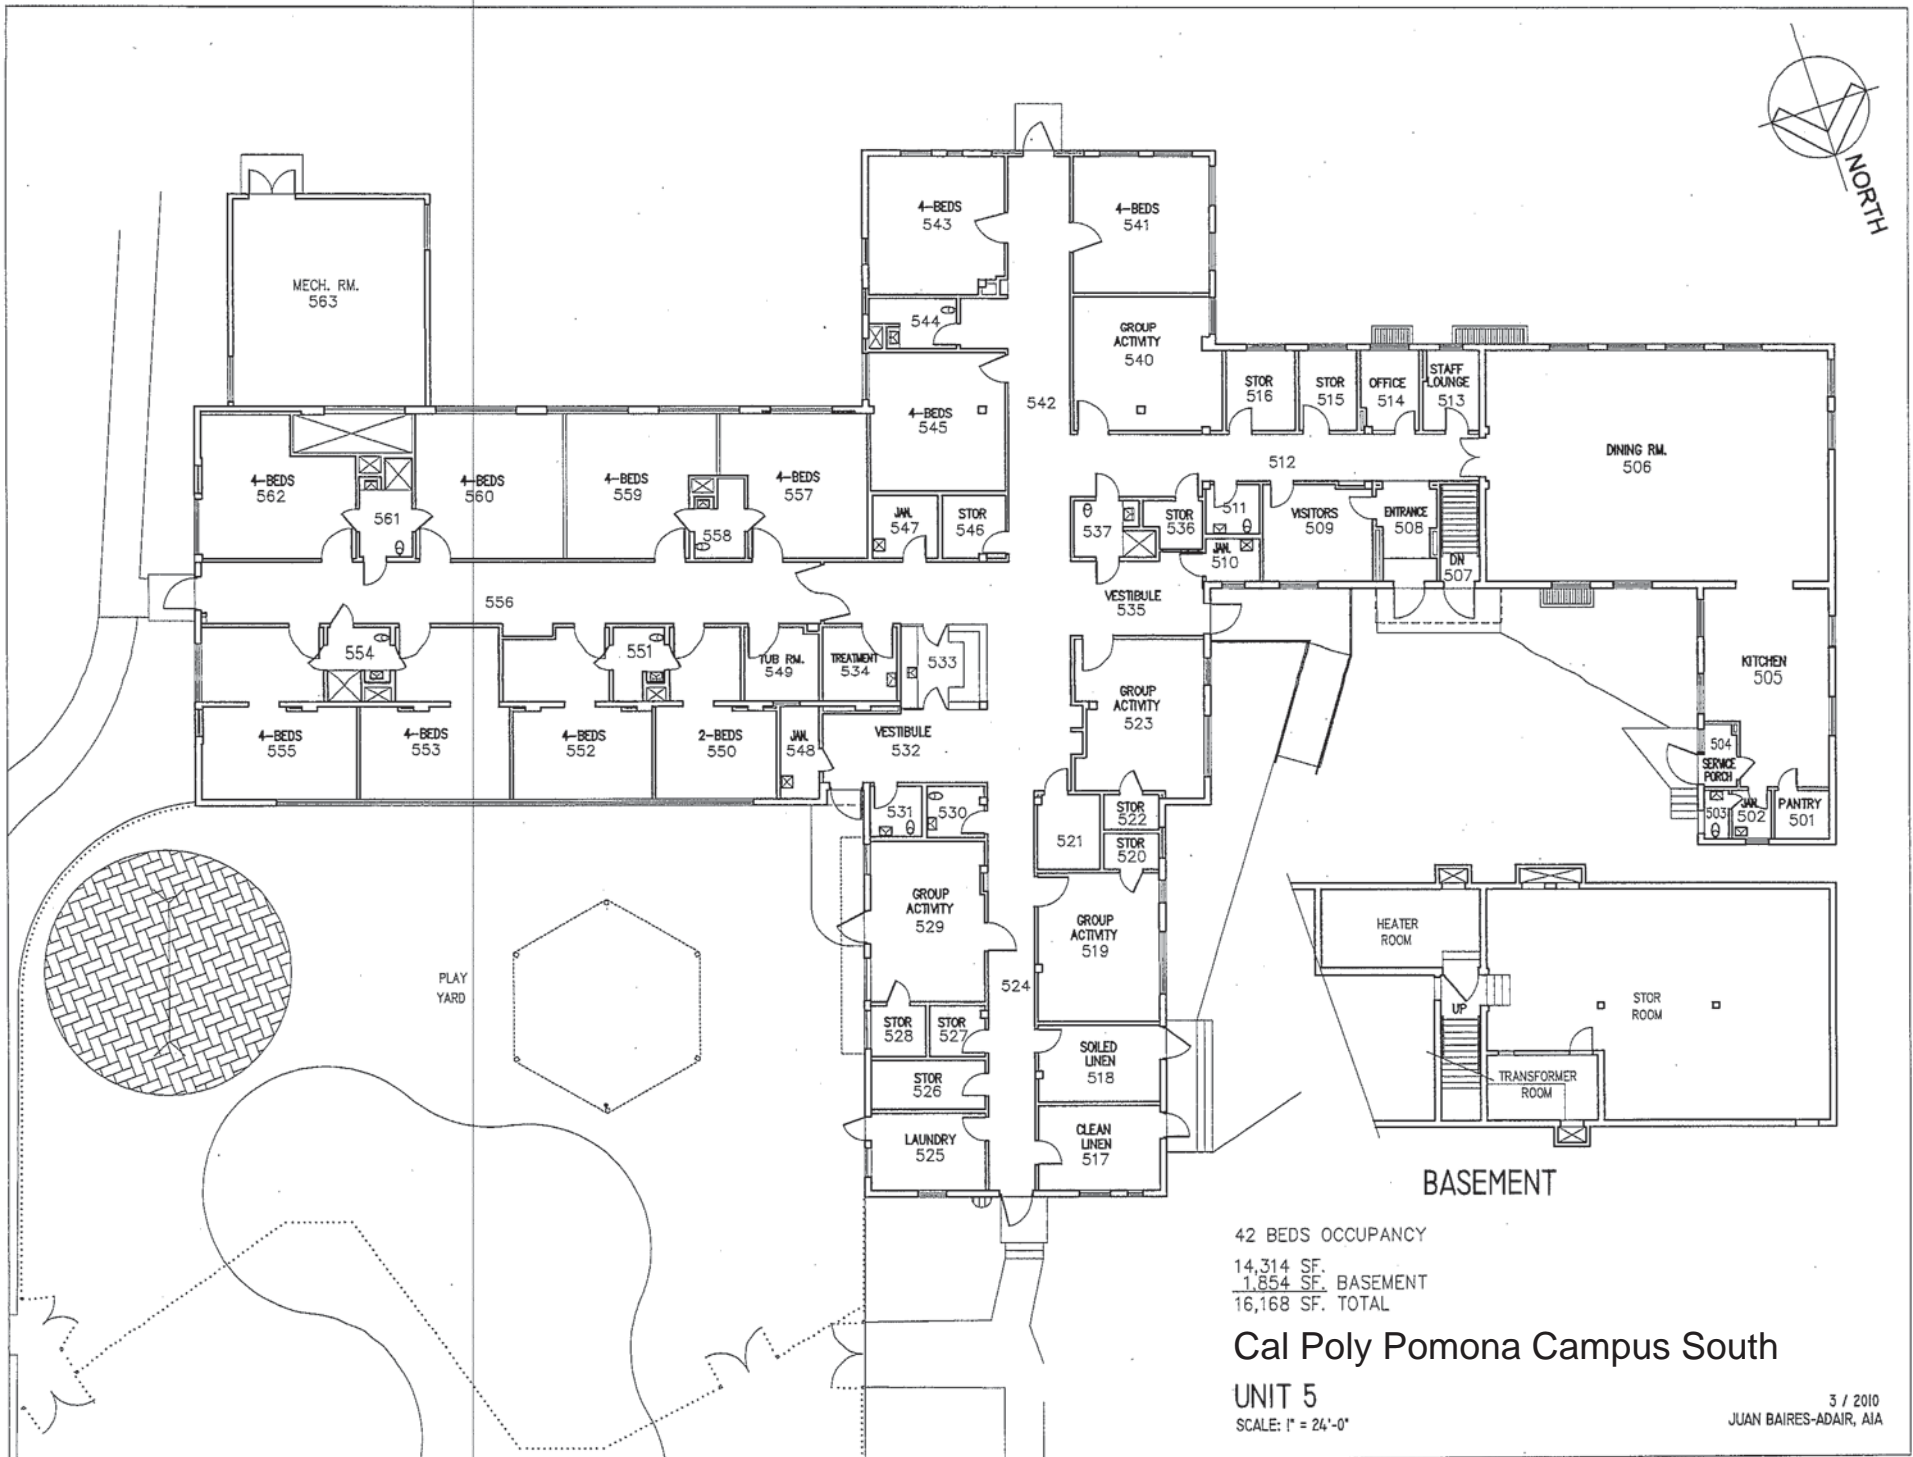 NORTH
MECH. RM.
563
4-BEDS
543
4-BEDS
541
544
GROUP
ACTIVITY
540
4-BEDS
545
542
STOR
516
STOR
515
OFFICE
514
STAFF
LOUNGE
513
DINING RM.
506
512
4-BEDS
562
561
4-BEDS
560
4-BEDS
559
558
4-BEDS
557
JAN.
547
STOR
546
537
STOR
536
511
JAN.
510
VISITORS
509
ENTRANCE
508
DN
507
556
VESTIBULE
535
554
551
TUB RM.
549
TREATMENT
534
533
GROUP
ACTIVITY
523
KITCHEN
505
4-BEDS
555
4-BEDS
553
4-BEDS
552
2-BEDS
550
JAN.
548
VESTIBULE
532
504
SERVICE
PORCH
503
JAN.
502
PANTRY
501
531
530
521
STOR
522
STOR
520
GROUP
ACTIVITY
529
GROUP
ACTIVITY
519
524
PLAY
YARD
STOR
528
STOR
527
STOR
526
LAUNDRY
525
SOILED
LINEN
518
CLEAN
LINEN
517
HEATER
ROOM
UP
STOR
ROOM
TRANSFORMER
ROOM
BASEMENT
42 BEDS OCCUPANCY
14,314 SF.
1,854 SF. BASEMENT
16,168 SF. TOTAL
Cal Poly Pomona Campus South
UNIT 5
SCALE: 1" = 24'-0"
3 / 2010
JUAN BAIRES-ADAIR, AIA